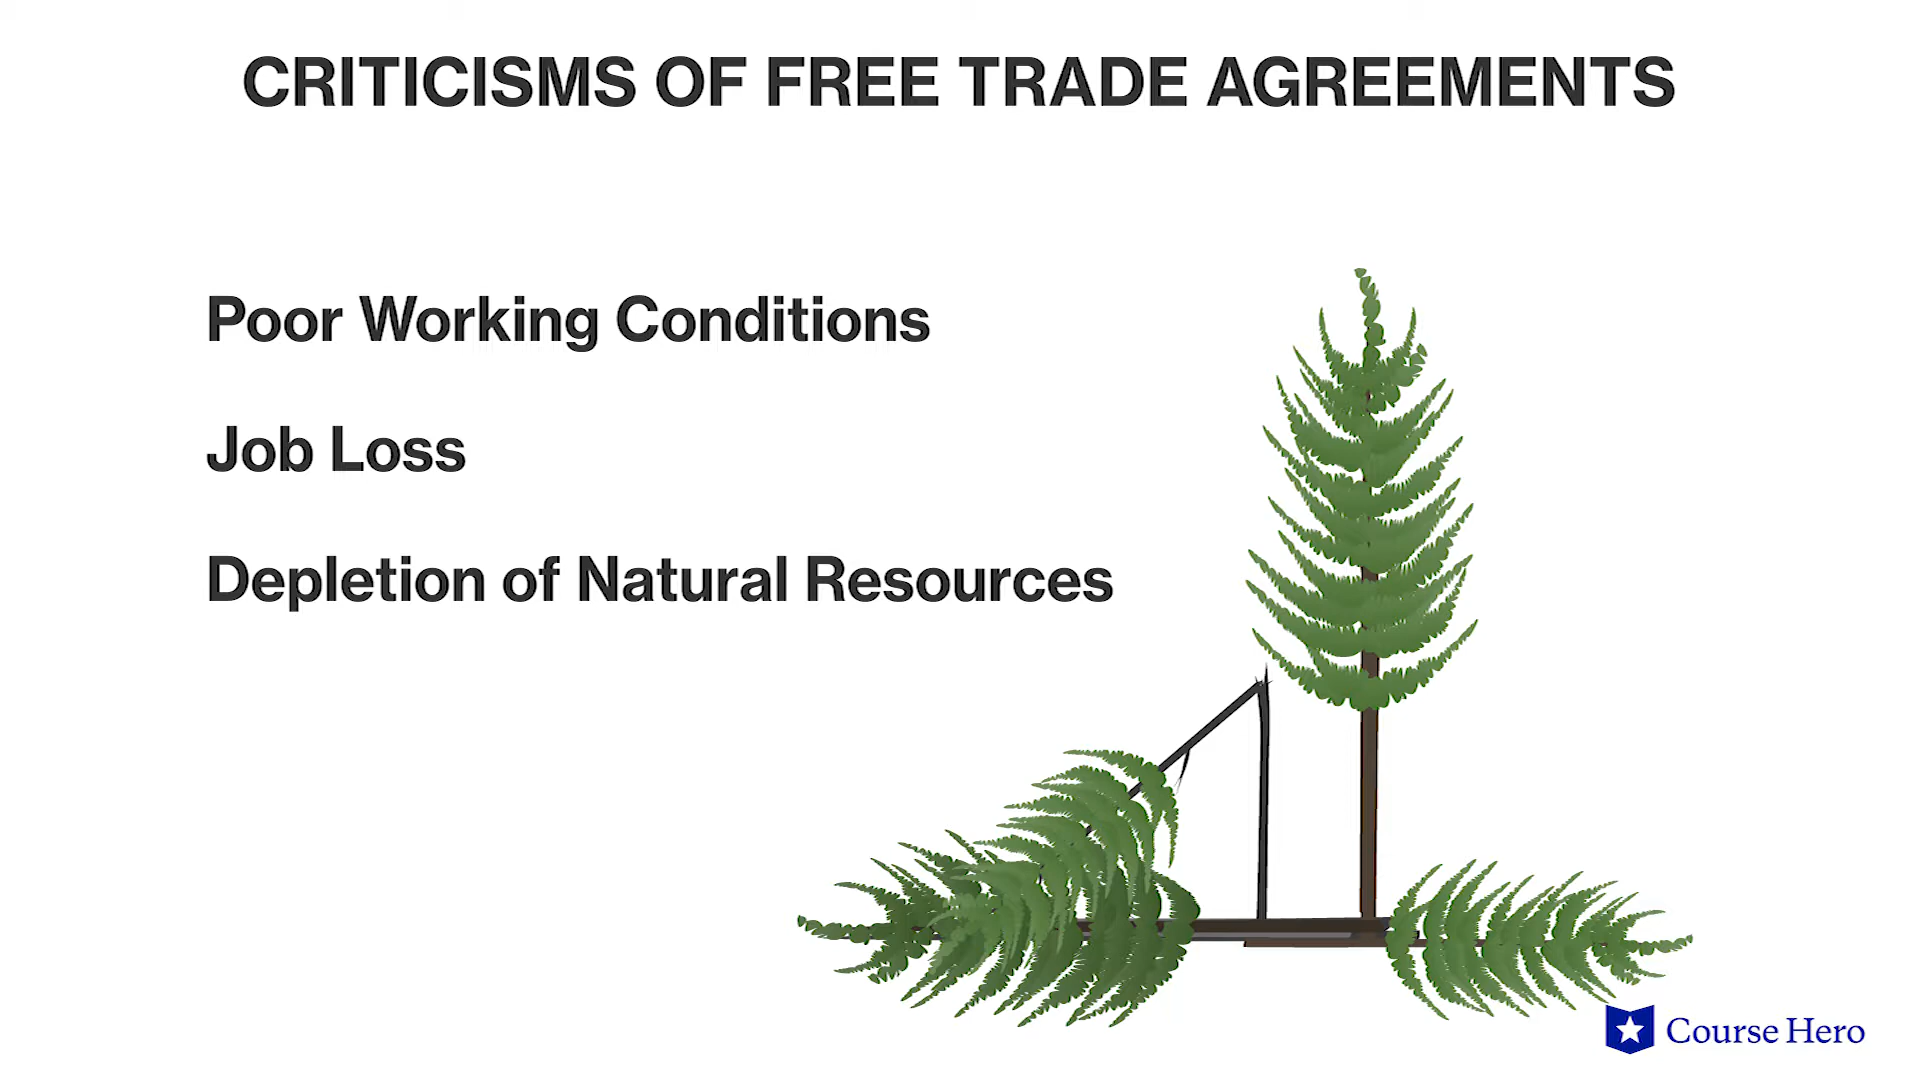 CRITICISMS OF FREE TRADE AGREEMENTS
Poor Working Conditions
Job Loss
Depletion of Natural Resources
Course Hero